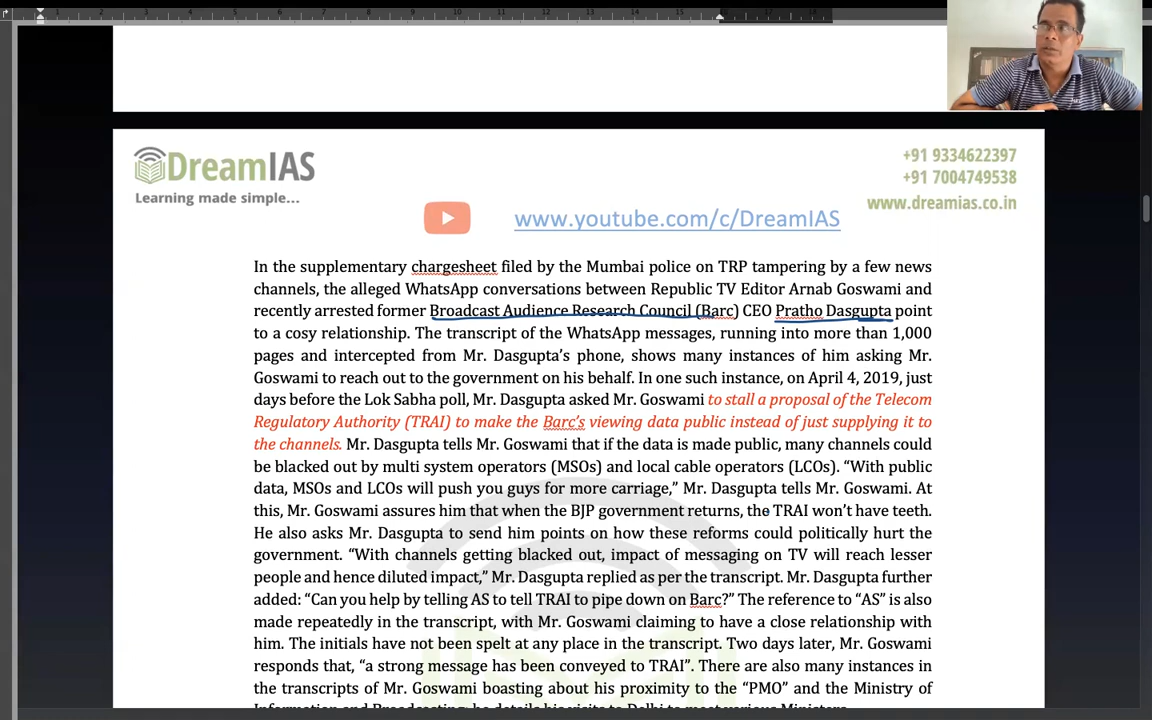 DreamIAS
Learning made simple...
+91 9334622397
+91 7004749538
www.dreamias.co.in
www.youtube.com/c/DreamIAS
In the supplementary chargesheet filed by the Mumbai police on TRP tampering by a few news
channels, the alleged WhatsApp conversations between Republic TV Editor Arnab Goswami and
recently arrested former Broadcast Audience Research Council (Barc) CEO Pratho Dasgupta point
to a cosy relationship. The transcript of the WhatsApp messages, running into more than 1,000
pages and intercepted from Mr. Dasgupta’s phone, shows many instances of him asking Mr.
Goswami to reach out to the government on his behalf. In one such instance, on April 4, 2019, just
days before the Lok Sabha poll, Mr. Dasgupta asked Mr. Goswami to stall a proposal of the Telecom
Regulatory Authority (TRAI) to make the Barc’s viewing data public instead of just supplying it to
the channels. Mr. Dasgupta tells Mr. Goswami that if the data is made public, many channels could
be blacked out by multi system operators (MSOs) and local cable operators (LCOs). “With public
data, MSOs and LCOs will push you guys for more carriage,” Mr. Dasgupta tells Mr. Goswami. At
this, Mr. Goswami assures him that when the BJP government returns, the TRAI won’t have teeth.
He also asks Mr. Dasgupta to send him points on how these reforms could politically hurt the
government. “With channels getting blacked out, impact of messaging on TV will reach lesser
people and hence diluted impact,” Mr. Dasgupta replied as per the transcript. Mr. Dasgupta further
added: “Can you help by telling AS to tell TRAI to pipe down on Barc?” The reference to “AS” is also
made repeatedly in the transcript, with Mr. Goswami claiming to have a close relationship with
him. The initials have not been spelt at any place in the transcript. Two days later, Mr. Goswami
responds that, “a strong message has been conveyed to TRAI”. There are also many instances in
the transcripts of Mr. Goswami boasting about his proximity to the “PMO” and the Ministry of